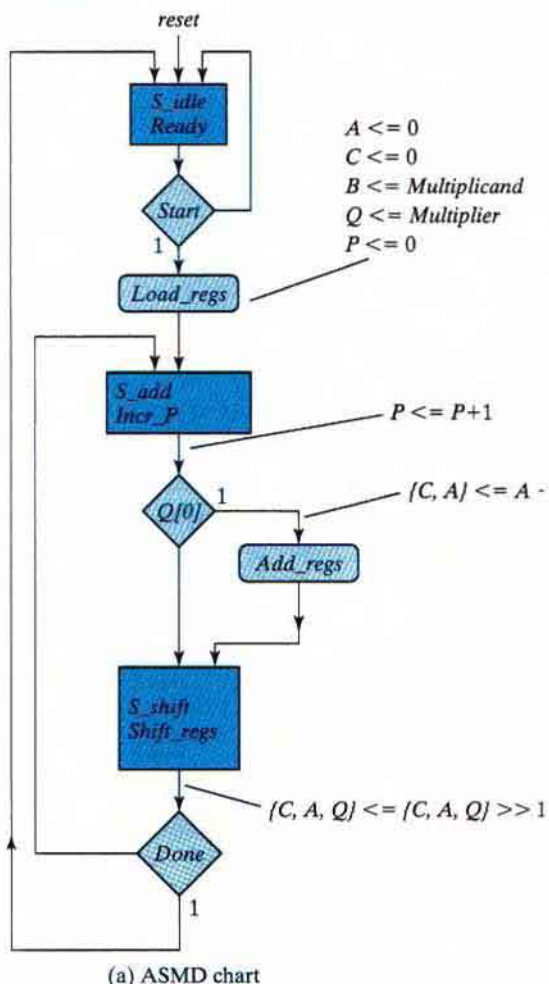 reset
S_idle
Ready
A <= 0
C <= 0
B <= Multiplicand
Q <= Multiplier
P <= 0
Start
1
Load_regs
S_add
Incr_P
P <= P+1
Q[0]
1
{C, A} <= A -
Add_regs
S_shift
Shift_regs
{C, A, Q} <= {C, A, Q} >> 1
Done
1
(a) ASMD chart